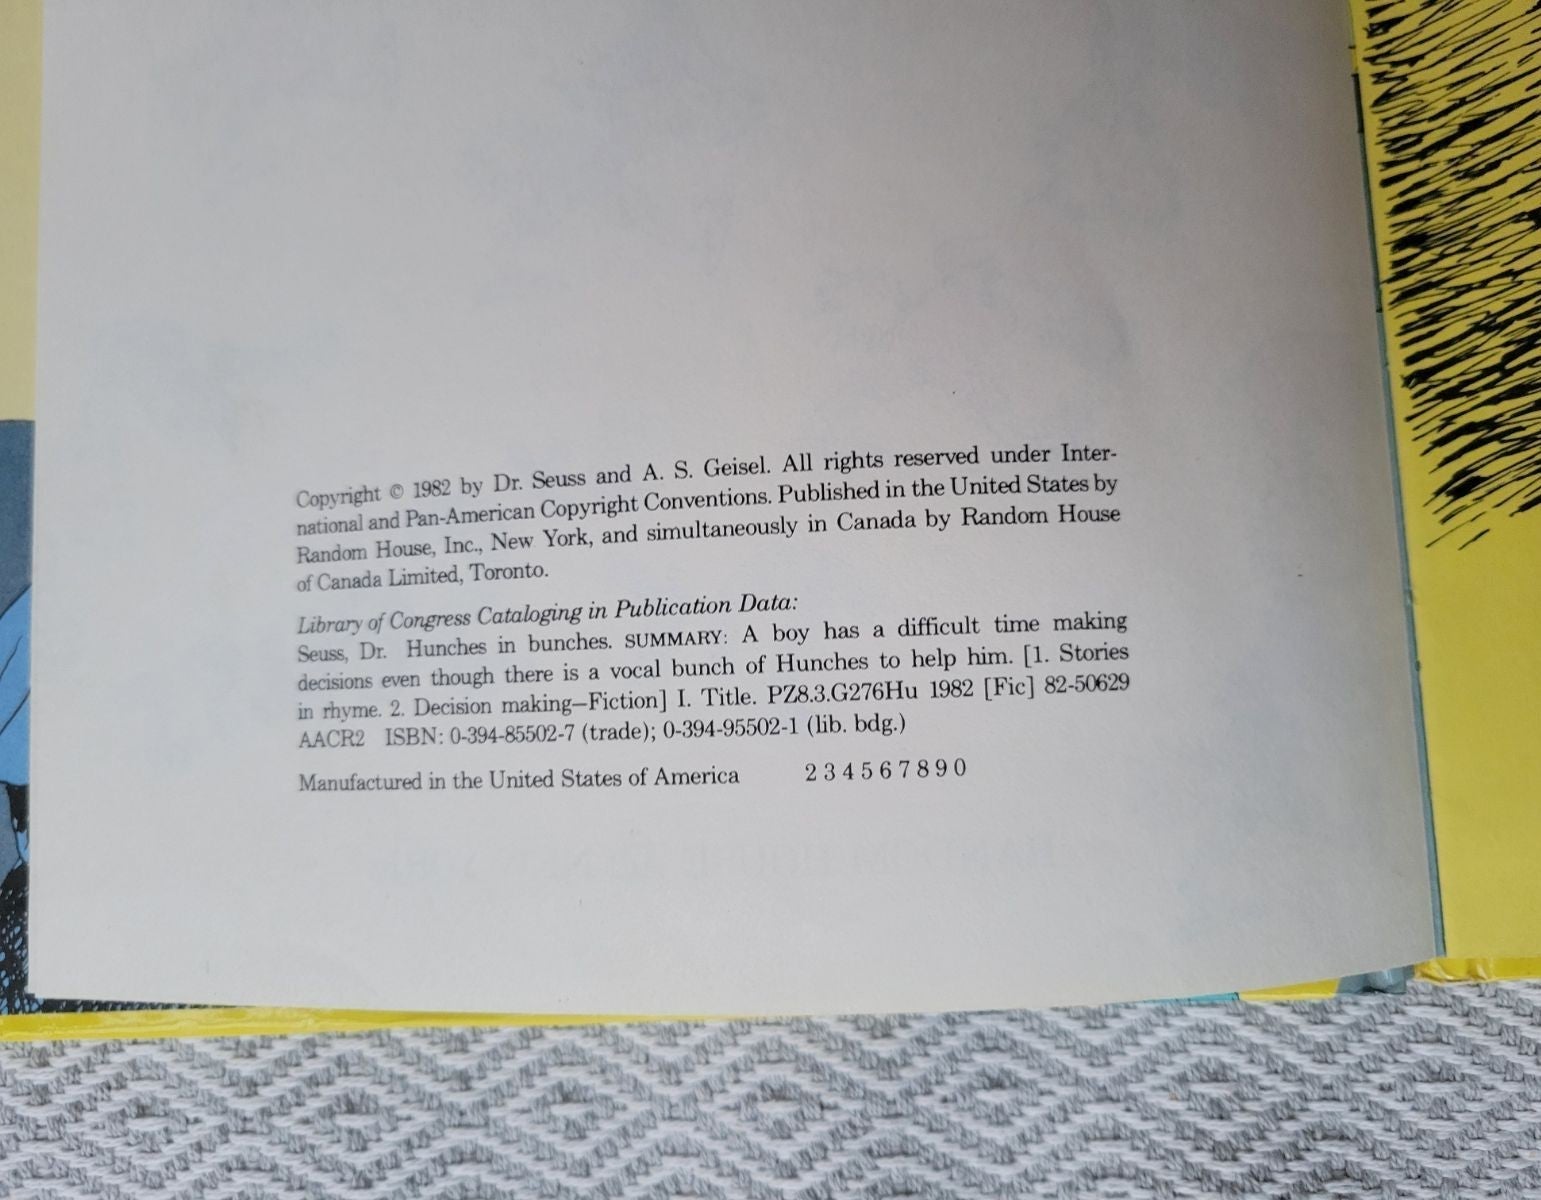 Copyright © 1982 by Dr. Seuss and A. S. Geisel. All rights reserved under Inter-
national and Pan-American Copyright Conventions. Published in the United States by
Random House, Inc., New York, and simultaneously in Canada by Random House
of Canada Limited, Toronto.
Library of Congress Cataloging in Publication Data:
Seuss, Dr. Hunches in bunches. SUMMARY: A boy has a difficult time making
decisions even though there is a vocal bunch of Hunches to help him. [1. Stories
in rhyme. 2. Decision making—Fiction] I. Title. PZ8.3.G276Hu 1982 [Fic] 82-50629
AACR2 ISBN: 0-394-85502-7 (trade); 0-394-95502-1 (lib. bdg.)
Manufactured in the United States of America 2 3 4 5 6 7 8 9 0